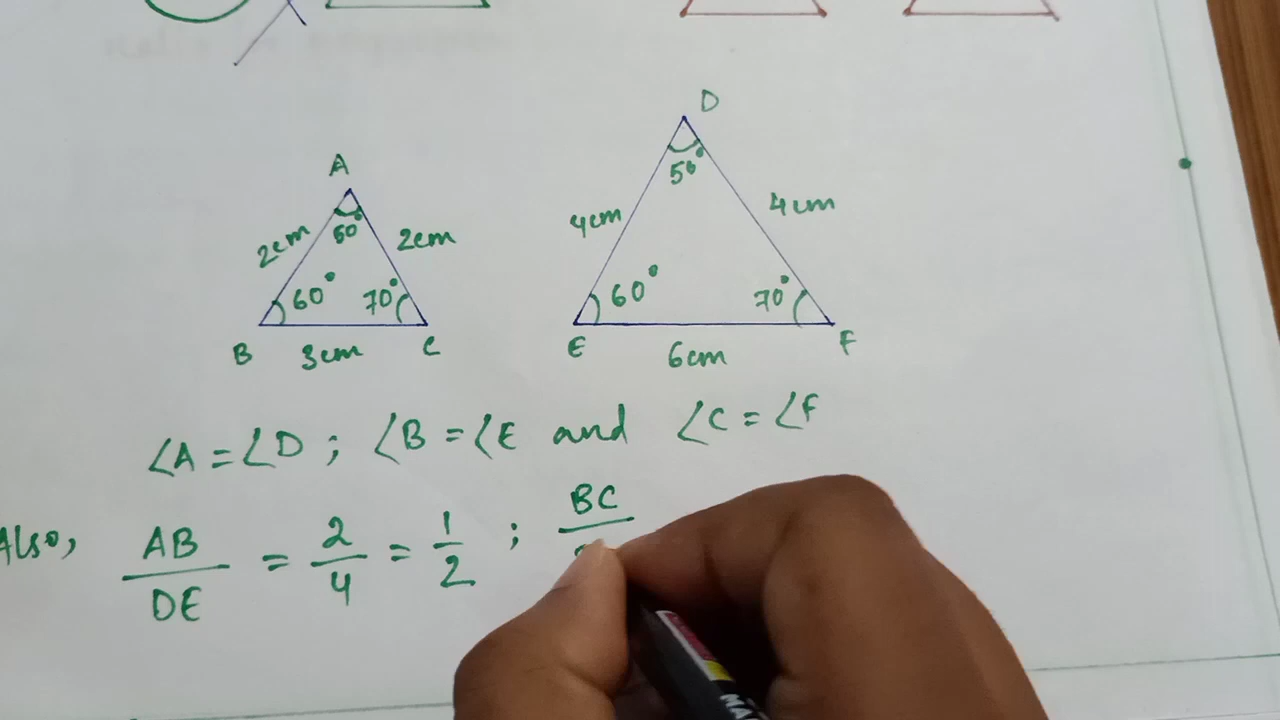 D
A
50°
4cm
4cm
2cm
50°
2cm
60°
70°
60°
70°
B
3cm
C
E
6cm
F
∠A = ∠D ; ∠B = ∠E and ∠C = ∠F
Also, AB/DE = 2/4 = 1/2 ; BC